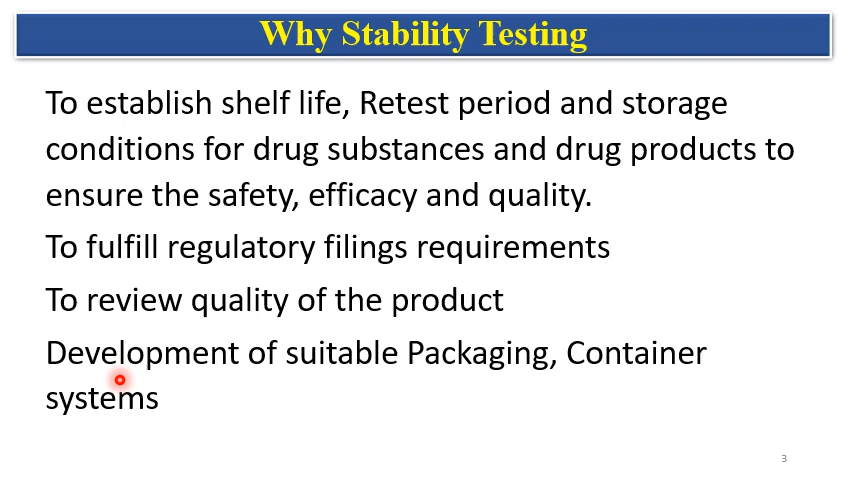 Why Stability Testing
To establish shelf life, Retest period and storage
conditions for drug substances and drug products to
ensure the safety, efficacy and quality.
To fulfill regulatory filings requirements
To review quality of the product
Development of suitable Packaging, Container
systems
3